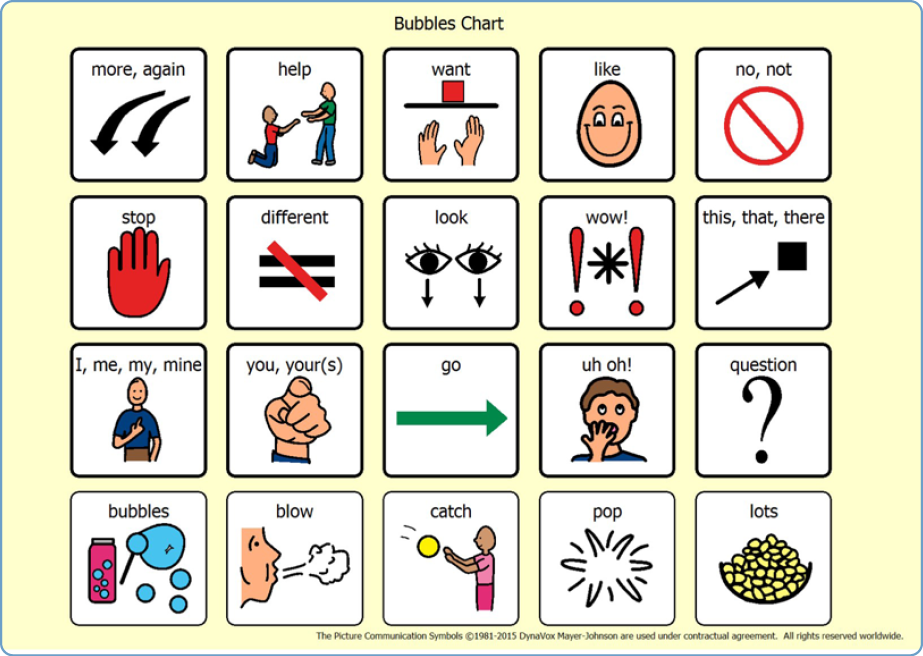 Bubbles Chart
more, again
help
want
like
no, not
stop
different
look
wow!
this, that, there
I, me, my, mine
you, your(s)
go
uh oh!
question
bubbles
blow
catch
pop
lots
The Picture Communication Symbols ©1981-2015 DynaVox Mayer-Johnson are used under contractual agreement. All rights reserved worldwide.